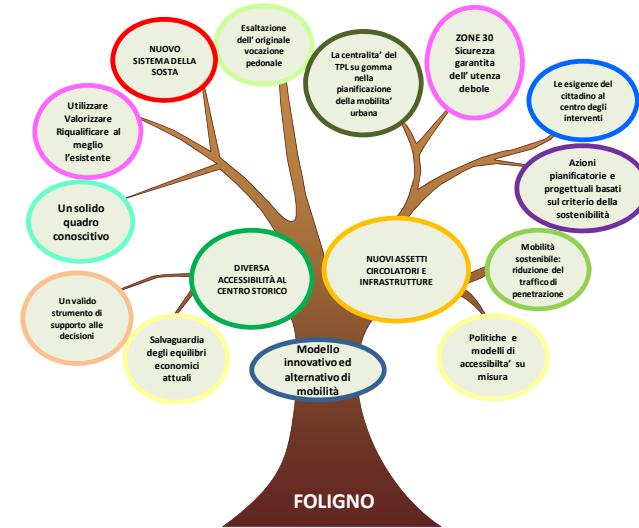 Esaltazione
dell' originale
vocazione
pedonale
NUOVO
SISTEMA DELLA
SOSTA
La centralita' del
TPL su gomma
nella
pianificazione
della mobilita'
urbana
ZONE 30
Sicurezza
garantita
dell' utenza
debole
Utilizzare
Valorizzare
Riqualificare al
meglio
l'esistente
Le esigenze del
cittadino al
centro degli
interventi
Azioni
pianificatorie e
progettuali basati
sul criterio della
sostenibilità
Un solido
quadro
conoscitivo
DIVERSA
ACCESSIBILITÀ AL
CENTRO STORICO
NUOVI ASSETTI
CIRCOLATORI E
INFRASTRUTTURE
Mobilità
sostenibile:
riduzione del
traffico di
penetrazione
Un valido
strumento di
supporto alle
decisioni
Salvaguardia
degli equilibri
economici
attuali
Modello
innovativo ed
alternativo di
mobilità
Politiche e
modelli di
accessibilta' su
misura
FOLIGNO